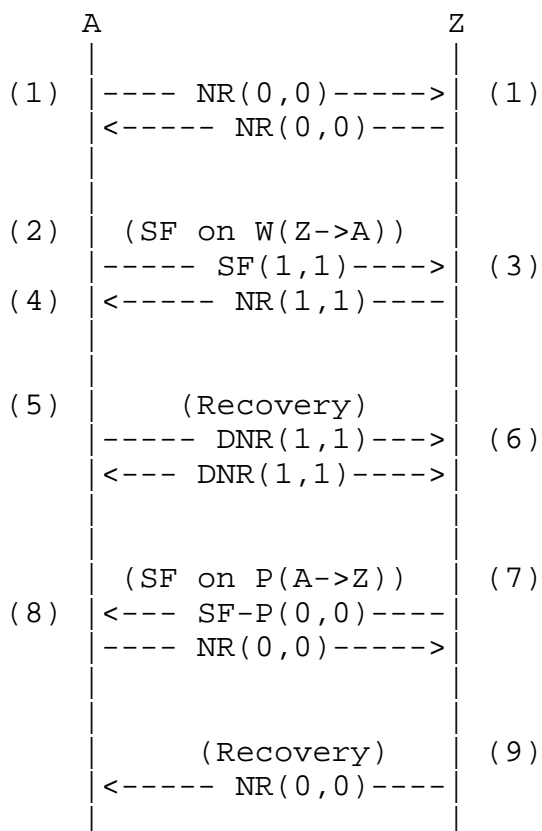 A Z
(1) |---- NR(0,0)----->| (1)
|<----- NR(0,0)----|
(2) | (SF on W(Z->A)) |
|----- SF(1,1)---->| (3)
(4) |<----- NR(1,1)----|
(5) | (Recovery) |
|----- DNR(1,1)--->| (6)
|<--- DNR(1,1)---->|
| (SF on P(A->Z)) | (7)
(8) |<--- SF-P(0,0)----|
|---- NR(0,0)----->|
| (Recovery) | (9)
|<----- NR(0,0)----|